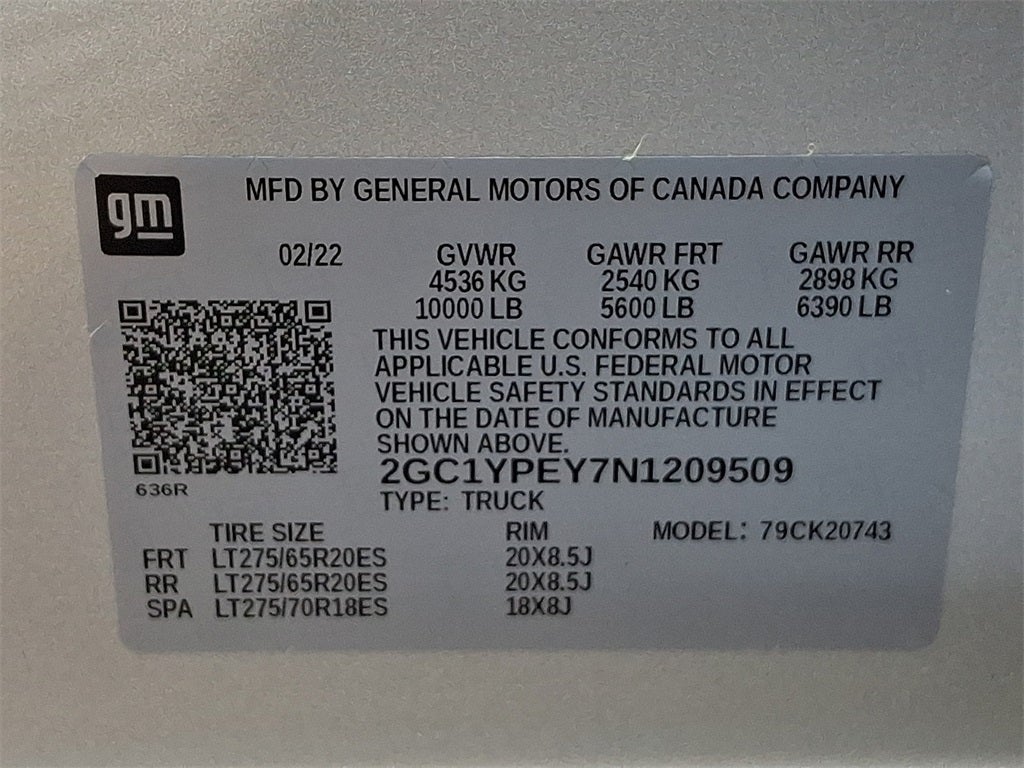 gm
MFD BY GENERAL MOTORS OF CANADA COMPANY
02/22 GVWR GAWR FRT GAWR RR
4536 KG 2540 KG 2898 KG
10000 LB 5600 LB 6390 LB
THIS VEHICLE CONFORMS TO ALL
APPLICABLE U.S. FEDERAL MOTOR
VEHICLE SAFETY STANDARDS IN EFFECT
ON THE DATE OF MANUFACTURE
SHOWN ABOVE.
2GC1YPEY7N1209509
636R
TYPE: TRUCK
TIRE SIZE RIM MODEL: 79CK20743
FRT LT275/65R20ES 20X8.5J
RR LT275/65R20ES 20X8.5J
SPA LT275/70R18ES 18X8J